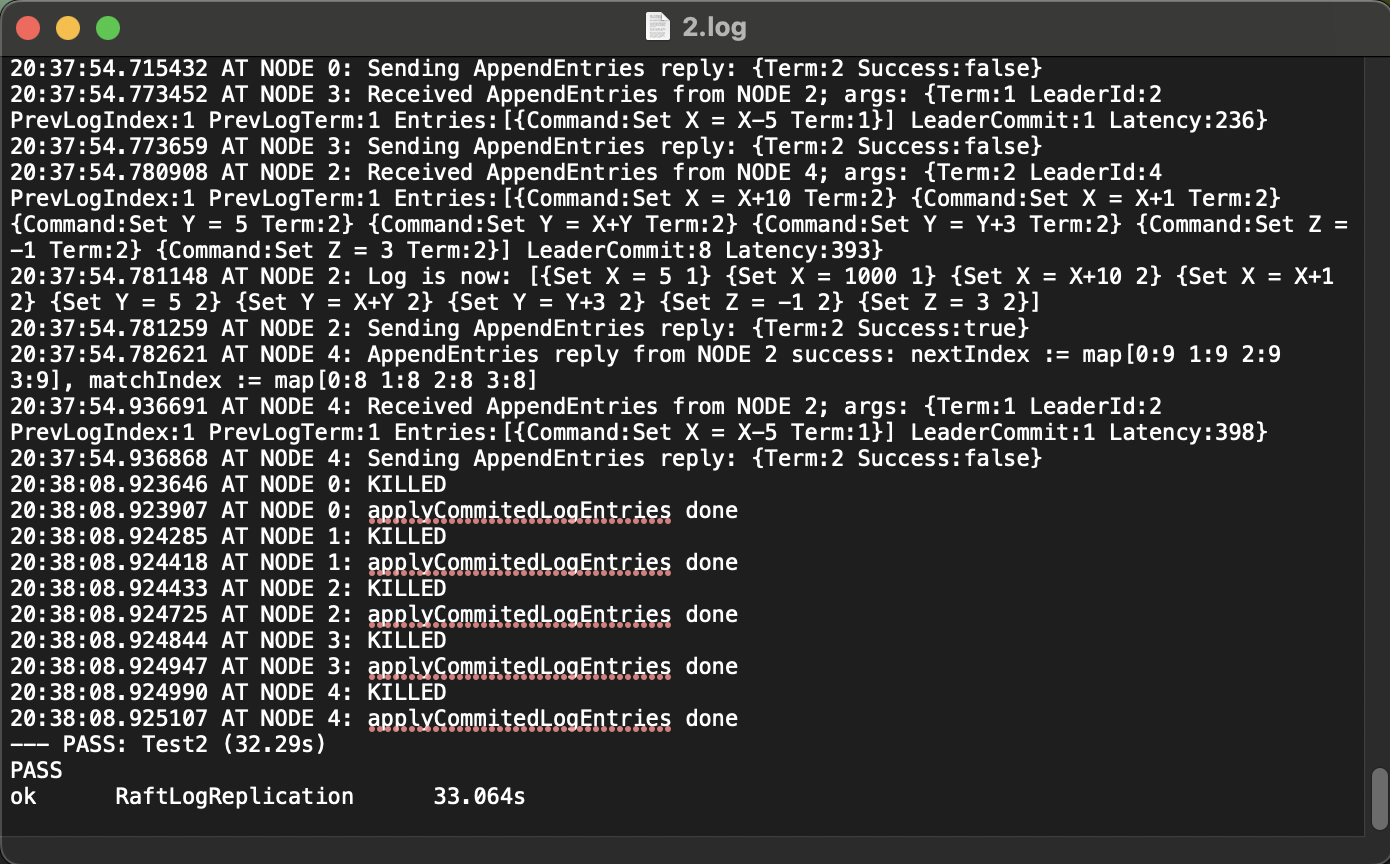 2.log
20:37:54.715432 AT NODE 0: Sending AppendEntries reply: {Term:2 Success:false}
20:37:54.773452 AT NODE 3: Received AppendEntries from NODE 2; args: {Term:1 LeaderId:2
PrevLogIndex:1 PrevLogTerm:1 Entries:[{Command:Set X = X-5 Term:1}] LeaderCommit:1 Latency:236}
20:37:54.773659 AT NODE 3: Sending AppendEntries reply: {Term:2 Success:false}
20:37:54.780908 AT NODE 2: Received AppendEntries from NODE 4; args: {Term:2 LeaderId:4
PrevLogIndex:1 PrevLogTerm:1 Entries:[{Command:Set X = X+10 Term:2} {Command:Set X = X+1 Term:2}
{Command:Set Y = 5 Term:2} {Command:Set Y = X+Y Term:2} {Command:Set Y = Y+3 Term:2} {Command:Set Z =
-1 Term:2} {Command:Set Z = 3 Term:2}] LeaderCommit:8 Latency:393}
20:37:54.781148 AT NODE 2: Log is now: [{Set X = 5 1} {Set X = 1000 1} {Set X = X+10 2} {Set X = X+1
2} {Set Y = 5 2} {Set Y = X+Y 2} {Set Y = Y+3 2} {Set Z = -1 2} {Set Z = 3 2}]
20:37:54.781259 AT NODE 2: Sending AppendEntries reply: {Term:2 Success:true}
20:37:54.782621 AT NODE 4: AppendEntries reply from NODE 2 success: nextIndex := map[0:9 1:9 2:9
3:9], matchIndex := map[0:8 1:8 2:8 3:8]
20:37:54.936691 AT NODE 4: Received AppendEntries from NODE 2; args: {Term:1 LeaderId:2
PrevLogIndex:1 PrevLogTerm:1 Entries:[{Command:Set X = X-5 Term:1}] LeaderCommit:1 Latency:398}
20:37:54.936868 AT NODE 4: Sending AppendEntries reply: {Term:2 Success:false}
20:38:08.923646 AT NODE 0: KILLED
20:38:08.923907 AT NODE 0: applyCommitedLogEntries done
20:38:08.924285 AT NODE 1: KILLED
20:38:08.924418 AT NODE 1: applyCommitedLogEntries done
20:38:08.924433 AT NODE 2: KILLED
20:38:08.924725 AT NODE 2: applyCommitedLogEntries done
20:38:08.924844 AT NODE 3: KILLED
20:38:08.924947 AT NODE 3: applyCommitedLogEntries done
20:38:08.924990 AT NODE 4: KILLED
20:38:08.925107 AT NODE 4: applyCommitedLogEntries done
--- PASS: Test2 (32.29s)
PASS
ok      RaftLogReplication      33.064s